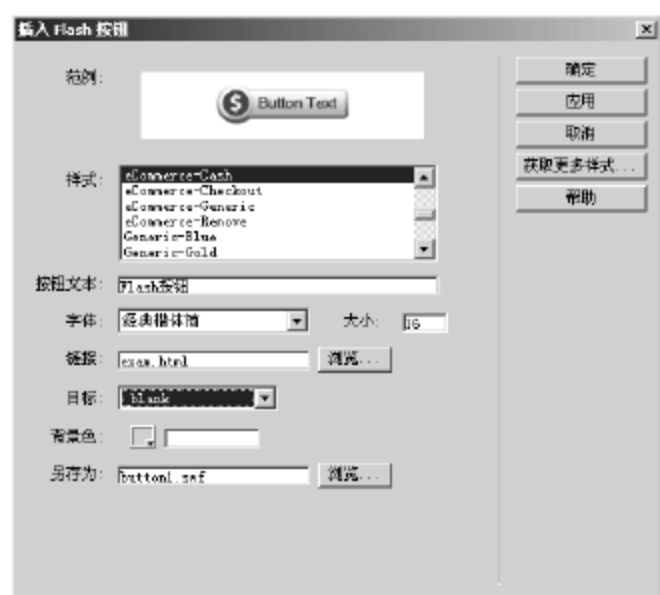 插入 Flash 按钮
范例:
Button Text
样式:
eCommerce-Cash
eCommerce-Checkout
eCommerce-Generic
eCommerce-Remove
Generic-Blue
Generic-Gold
按钮文本: Flash按钮
字体: 经典楷体简 大小: 16
链接: exam.html 浏览...
目标: _blank
背景色:
另存为: button1.swf 浏览...
确定
应用
取消
获取更多样式...
帮助